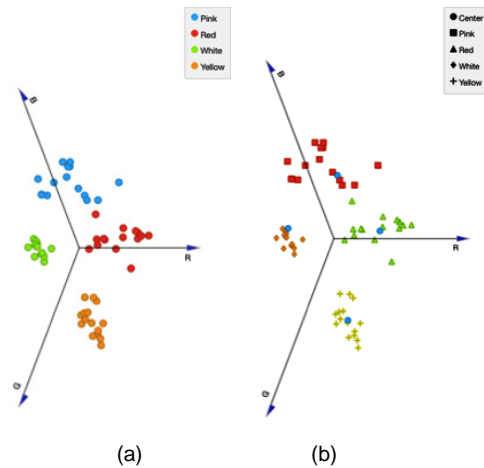 Pink
Red
White
Yellow
B
R
G
(a)
Center
Pink
Red
White
Yellow
B
R
G
(b)